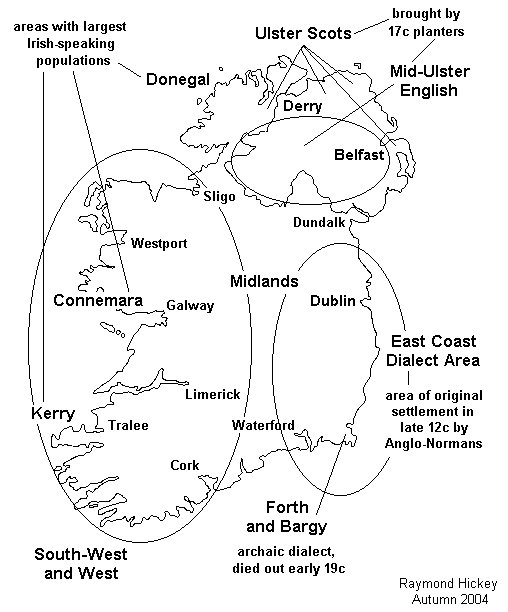 areas with largest
Irish-speaking
populations
Ulster Scots
brought by
17c planters
Donegal
Mid-Ulster
English
Derry
Belfast
Sligo
Dundalk
Westport
Midlands
Connemara
Galway
Dublin
East Coast
Dialect Area
area of original
settlement in
late 12c by
Anglo-Normans
Limerick
Kerry
Tralee
Waterford
Cork
Forth
and Bargy
archaic dialect,
died out early 19c
South-West
and West
Raymond Hickey
Autumn 2004